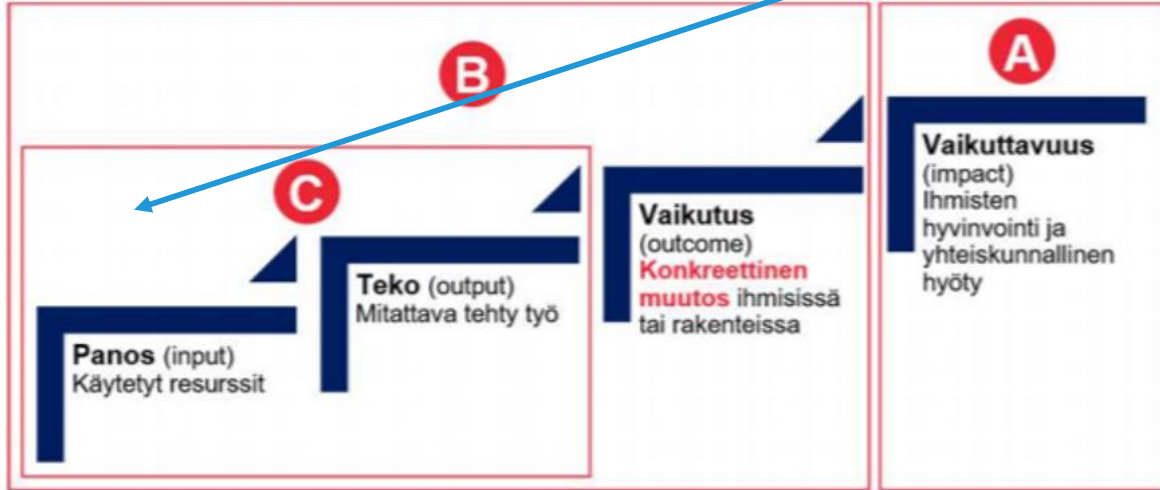 B
A
C
Panos (input)
Käytetyt resurssit
Teko (output)
Mitattava tehty työ
Vaikutus
(outcome)
Konkreettinen
muutos ihmisissä
tai rakenteissa
Vaikuttavuus
(impact)
Ihmisten
hyvinvointi ja
yhteiskunnallinen
hyöty